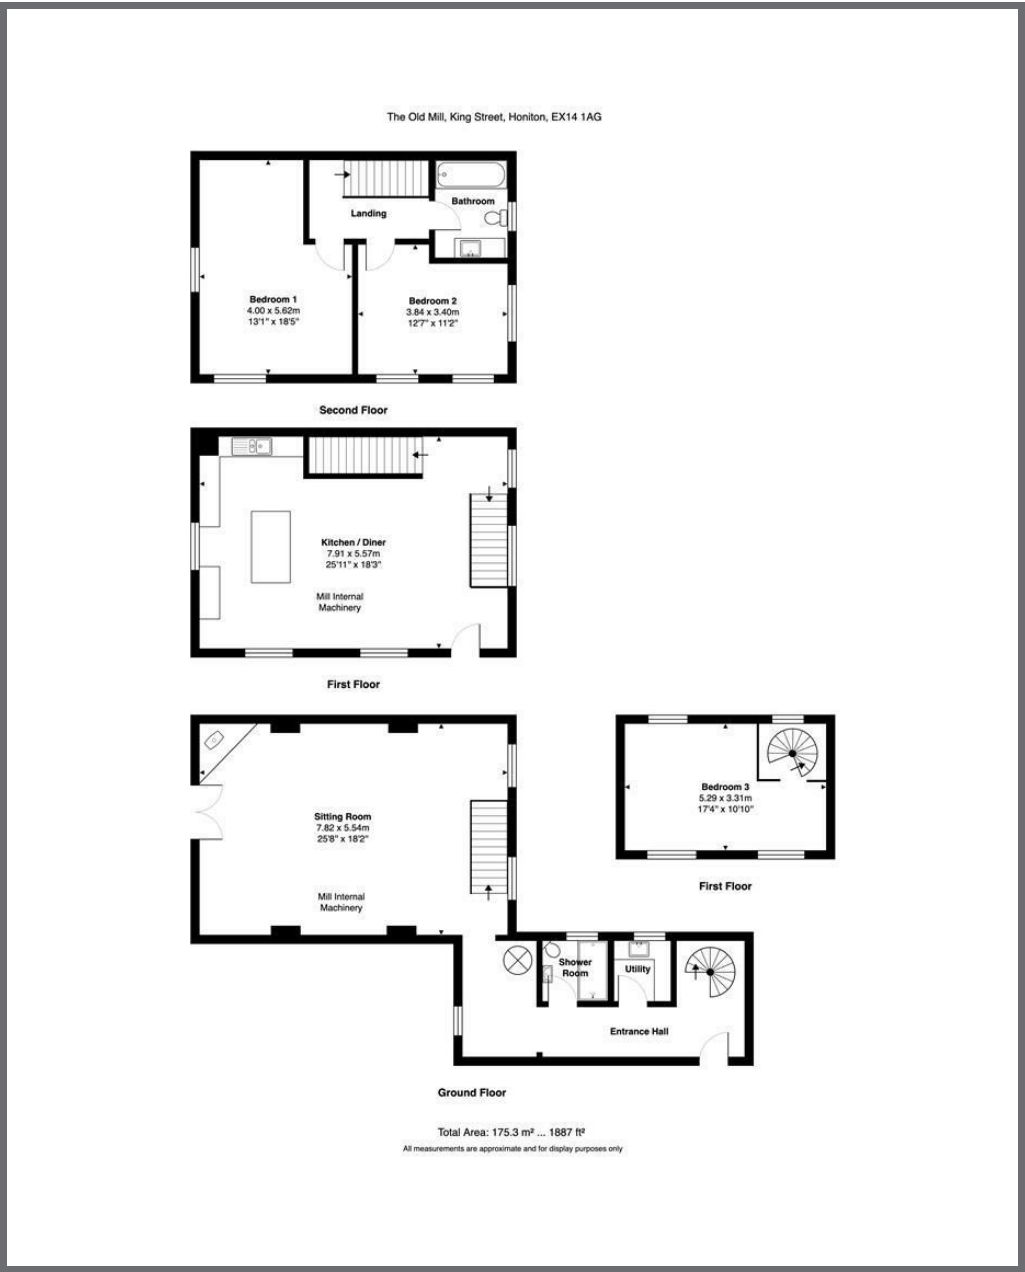 The Old Mill, King Street, Honiton, EX14 1AG
Bathroom
Landing
Bedroom 1
4.00 x 5.62m
13'1" x 18'5"
Bedroom 2
3.84 x 3.40m
12'7" x 11'2"
Second Floor
Kitchen / Diner
7.91 x 5.57m
25'11" x 18'3"
Mill Internal
Machinery
First Floor
Sitting Room
7.82 x 5.54m
25'8" x 18'2"
Mill Internal
Machinery
Bedroom 3
5.29 x 3.31m
17'4" x 10'10"
First Floor
Shower
Room
Utility
Entrance Hall
Ground Floor
Total Area: 175.3 m² ... 1887 ft²
All measurements are approximate and for display purposes only